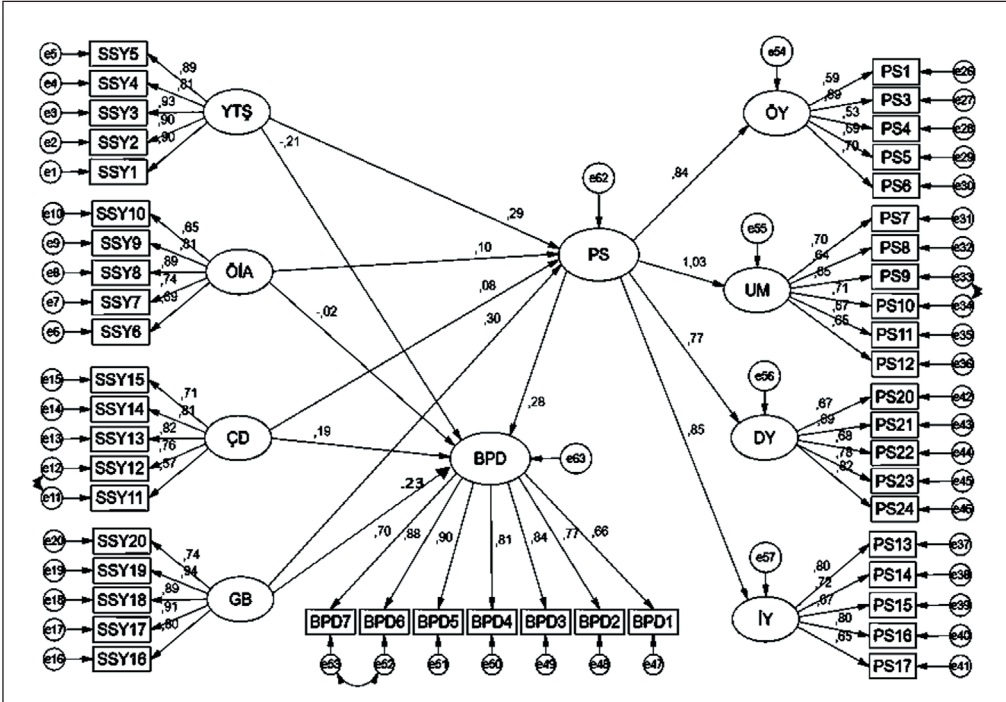 e5 SSY5 ,89
e4 SSY4 ,81
e3 SSY3 ,93
e2 SSY2 ,90
e1 SSY1 ,90
YTŞ
-,21
,29
e10 SSY10 ,65
e9 SSY9 ,81
e8 SSY8 ,89
e7 SSY7 ,74
e6 SSY6 ,69
ÖİA
,10
-,02
e15 SSY15 ,71
e14 SSY14 ,81
e13 SSY13 ,82
e12 SSY12 ,76
e11 SSY11 ,57
ÇD
,08
,19
e20 SSY20 ,74
e19 SSY19 ,94
e18 SSY18 ,89
e17 SSY17 ,91
e16 SSY16 ,80
GB
,30
,23
e62
PS
,28
,84
1,03
,77
,85
BPD
e63
,70 ,88 ,90 ,81 ,84 ,77 ,66
BPD7 BPD6 BPD5 BPD4 BPD3 BPD2 BPD1
e53 e52 e51 e50 e49 e48 e47
e54
ÖY
,59 PS1 e26
,89 PS3 e27
,53 PS4 e28
,59 PS5 e29
,70 PS6 e30
e55
UM
,70 PS7 e31
,64 PS8 e32
,65 PS9 e33
,71 PS10 e34
,67 PS11 e35
,66 PS12 e36
e56
DY
,67 PS20 e42
,69 PS21 e43
,68 PS22 e44
,78 PS23 e45
,82 PS24 e46
e57
İY
,80 PS13 e37
,72 PS14 e38
,67 PS15 e39
,80 PS16 e40
,65 PS17 e41